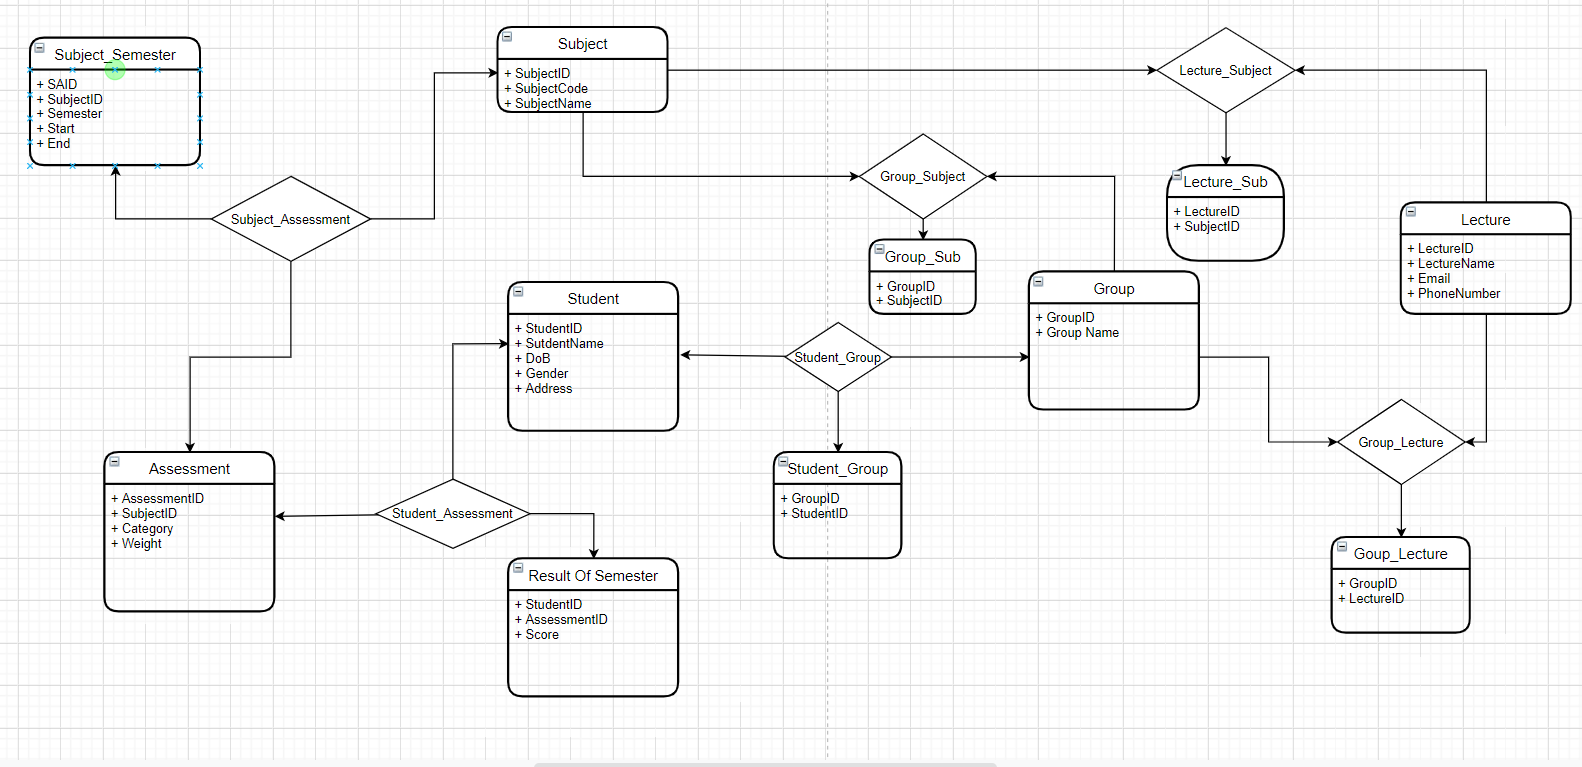 Subject_Semester
+ SAID
+ SubjectID
+ Semester
+ Start
+ End
Subject
+ SubjectID
+ SubjectCode
+ SubjectName
Lecture_Subject
Group_Subject
Lecture_Sub
+ LectureID
+ SubjectID
Lecture
+ LectureID
+ LectureName
+ Email
+ PhoneNumber
Subject_Assessment
Group_Sub
+ GroupID
+ SubjectID
Group
+ GroupID
+ Group Name
Student
+ StudentID
+ SutdentName
+ DoB
+ Gender
+ Address
Student_Group
Group_Lecture
Assessment
+ AssessmentID
+ SubjectID
+ Category
+ Weight
Student_Assessment
Student_Group
+ GroupID
+ StudentID
Goup_Lecture
+ GroupID
+ LectureID
Result Of Semester
+ StudentID
+ AssessmentID
+ Score